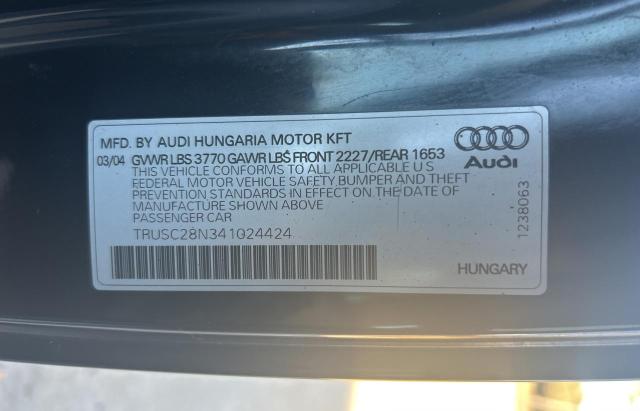 MFD. BY AUDI HUNGARIA MOTOR KFT
03/04 GVWR LBS 3770 GAWR LBS FRONT 2227/REAR 1653
THIS VEHICLE CONFORMS TO ALL APPLICABLE U S
FEDERAL MOTOR VEHICLE SAFETY BUMPER AND THEFT
PREVENTION STANDARDS IN EFFECT ON THE DATE OF
MANUFACTURE SHOWN ABOVE
PASSENGER CAR
TRUSC28N341024424
Audi
1238063
HUNGARY